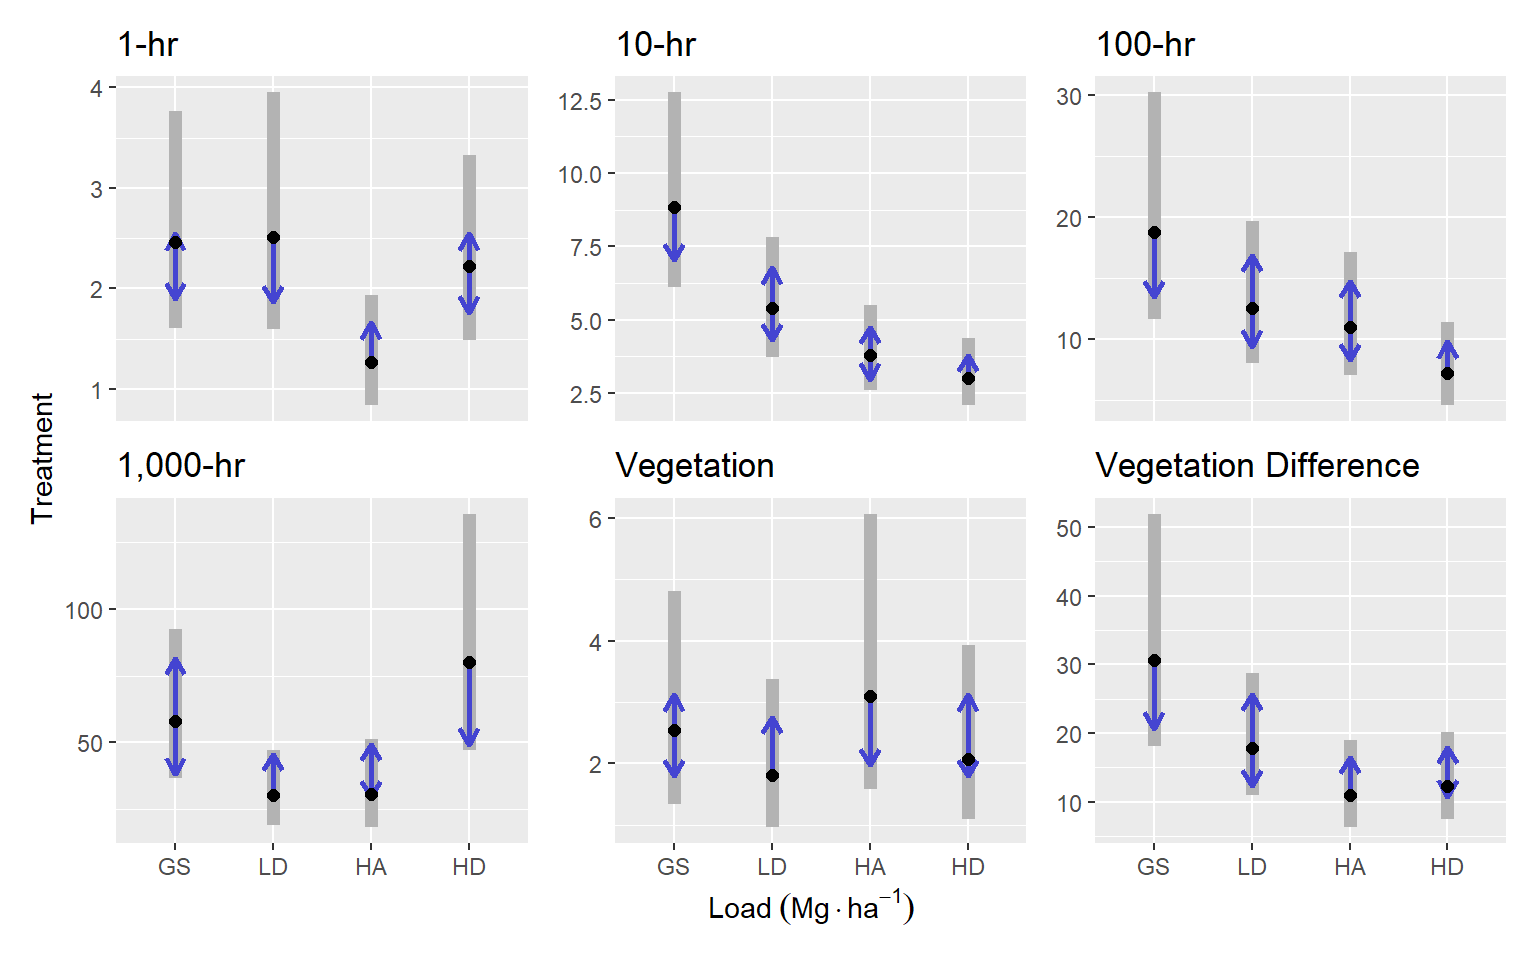 1-hr
10-hr
100-hr
4
3
2
1
12.5
10.0
7.5
5.0
2.5
30
20
10
Treatment
1,000-hr
Vegetation
Vegetation Difference
100
50
6
4
2
50
40
30
20
10
GS LD HA HD
GS LD HA HD
GS LD HA HD
Load (Mg · ha⁻¹)